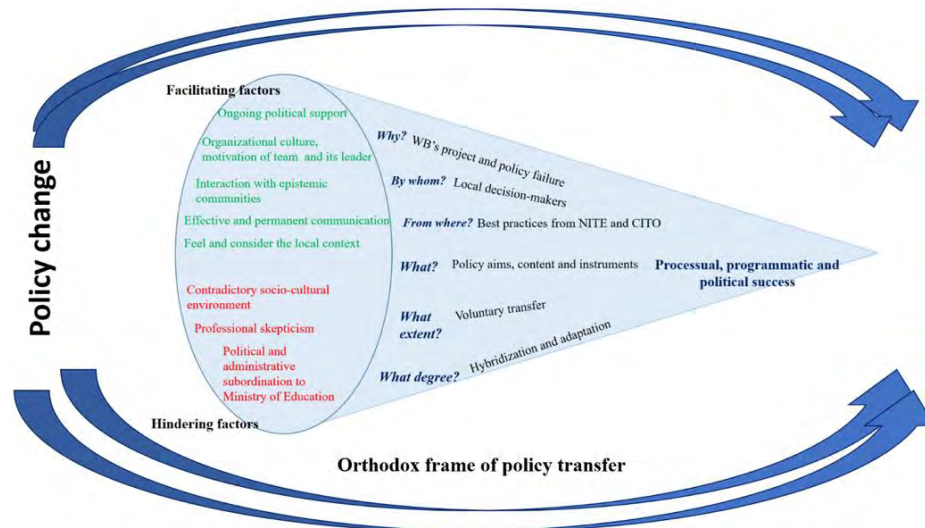 Policy change
Facilitating factors
Ongoing political support
Organizational culture,
motivation of team and its leader
Interaction with epistemic
communities
Effective and permanent communication
Feel and consider the local context
Contradictory socio-cultural
environment
Professional skepticism
Political and
administrative
subordination to
Ministry of Education
Hindering factors
Why? WB's project and policy failure
By whom? Local decision-makers
From where? Best practices from NITE and CITO
What? Policy aims, content and instruments
What
extent?
Voluntary transfer
What degree? Hybridization and adaptation
Processual, programmatic and
political success
Orthodox frame of policy transfer